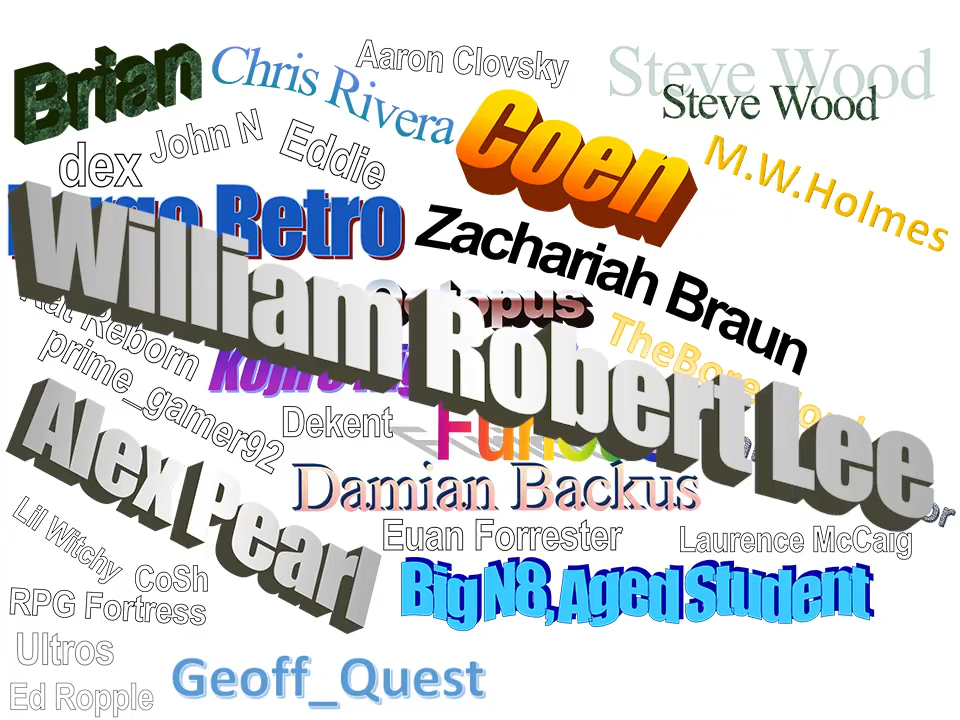 Brian
Chris Rivera
Aaron Clovsky
Steve Wood
Steve Wood
dex
John N
Eddie
Coen
M.W.Holmes
Retro
Zachariah Braun
William Robert Lee
Reborn
prime_gamer92
Dekent
Alex Pearl
Damian Backus
Euan Forrester
Laurence McCaig
Lil Witchy
CoSh
RPG Fortress
Big N8, Aged Student
Ultros
Ed Ropple
Geoff_Quest